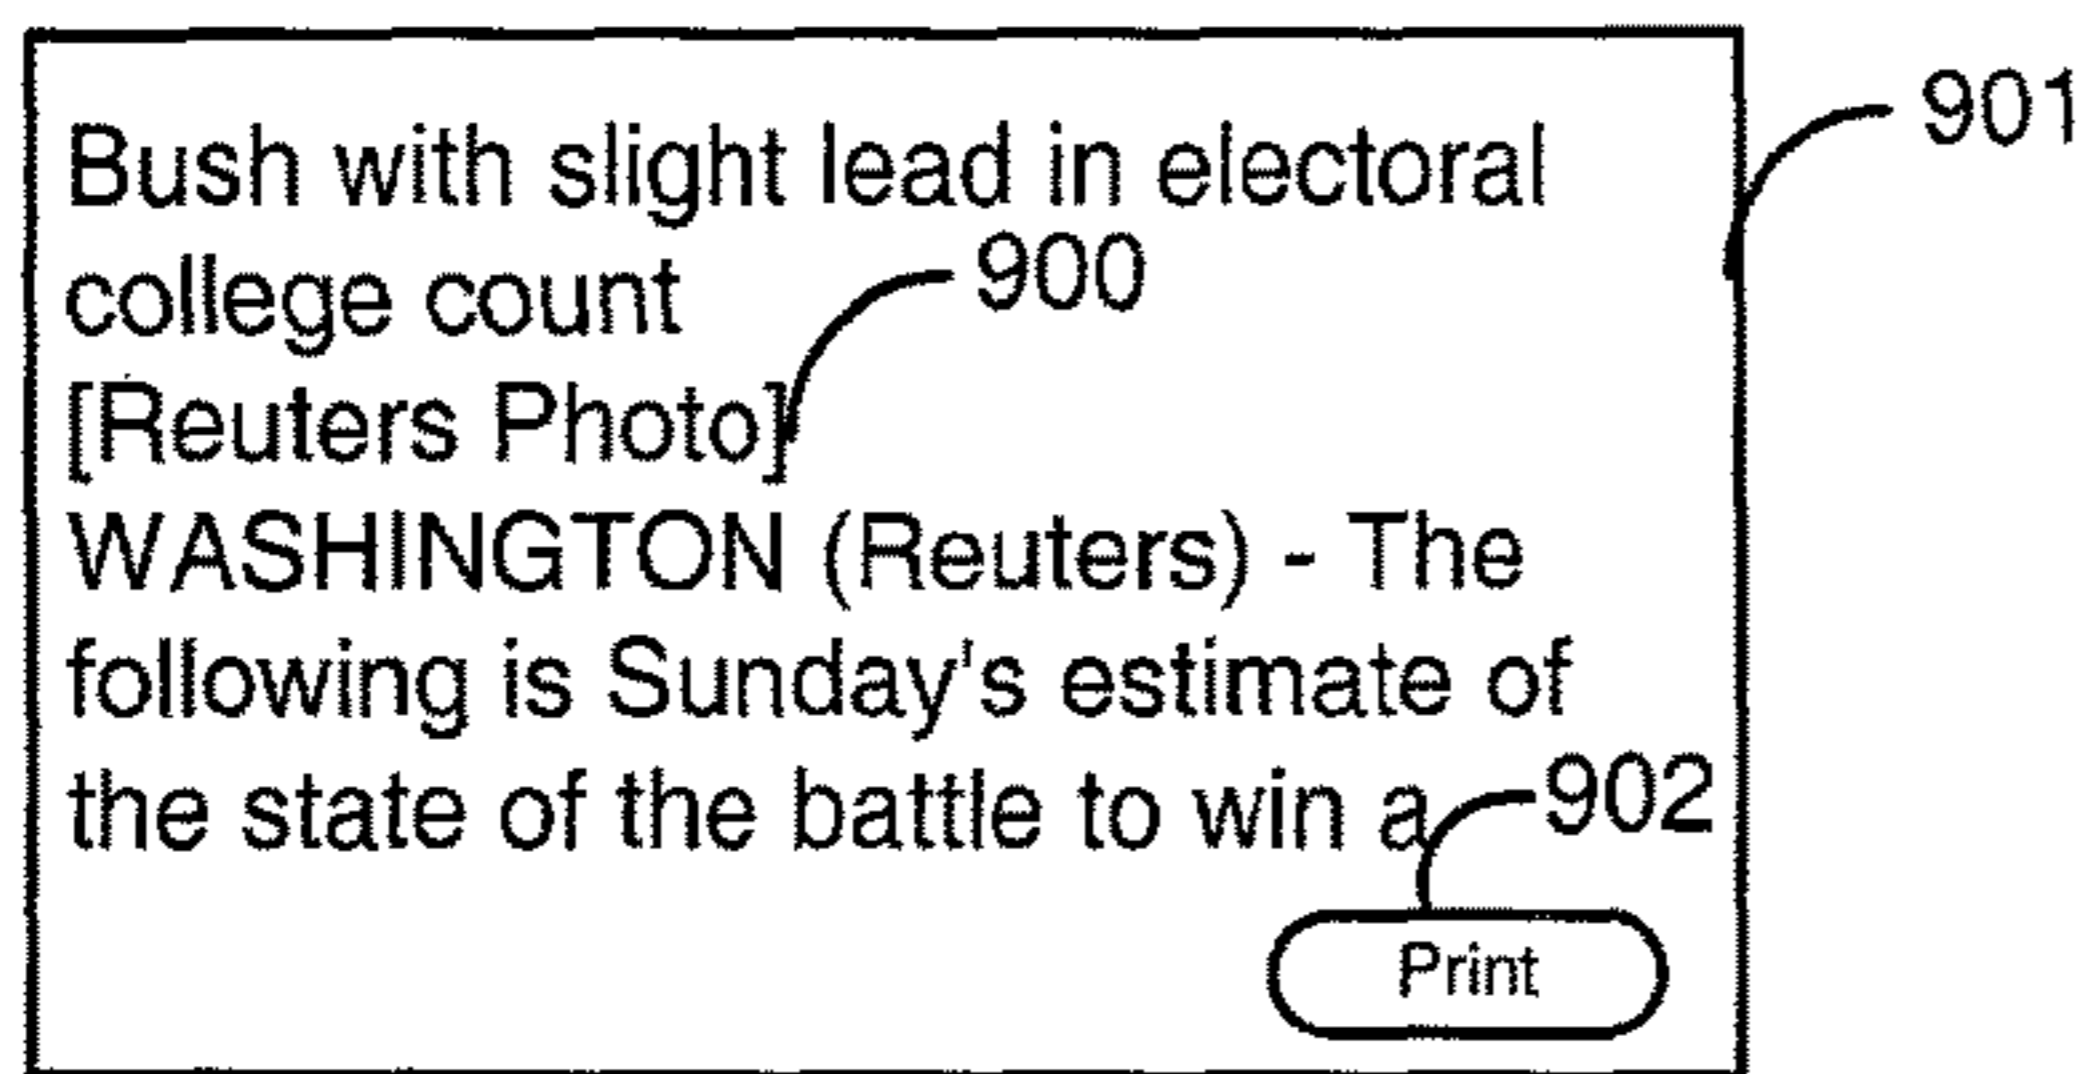 901
Bush with slight lead in electoral
college count
900
[Reuters Photo]
WASHINGTON (Reuters) - The
following is Sunday's estimate of
the state of the battle to win a
902
Print